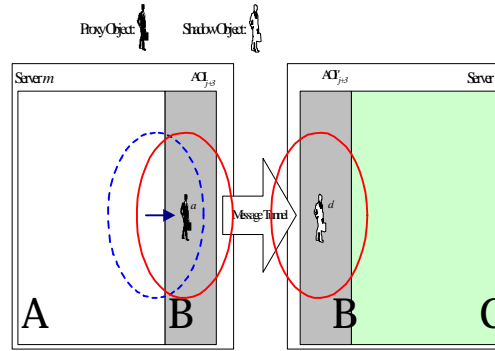 Proxy Object:
Shadow Object:
Server m
AOI j+3
AOI' j+3
Server
a
Message Tunnel
d
A
B
B
C